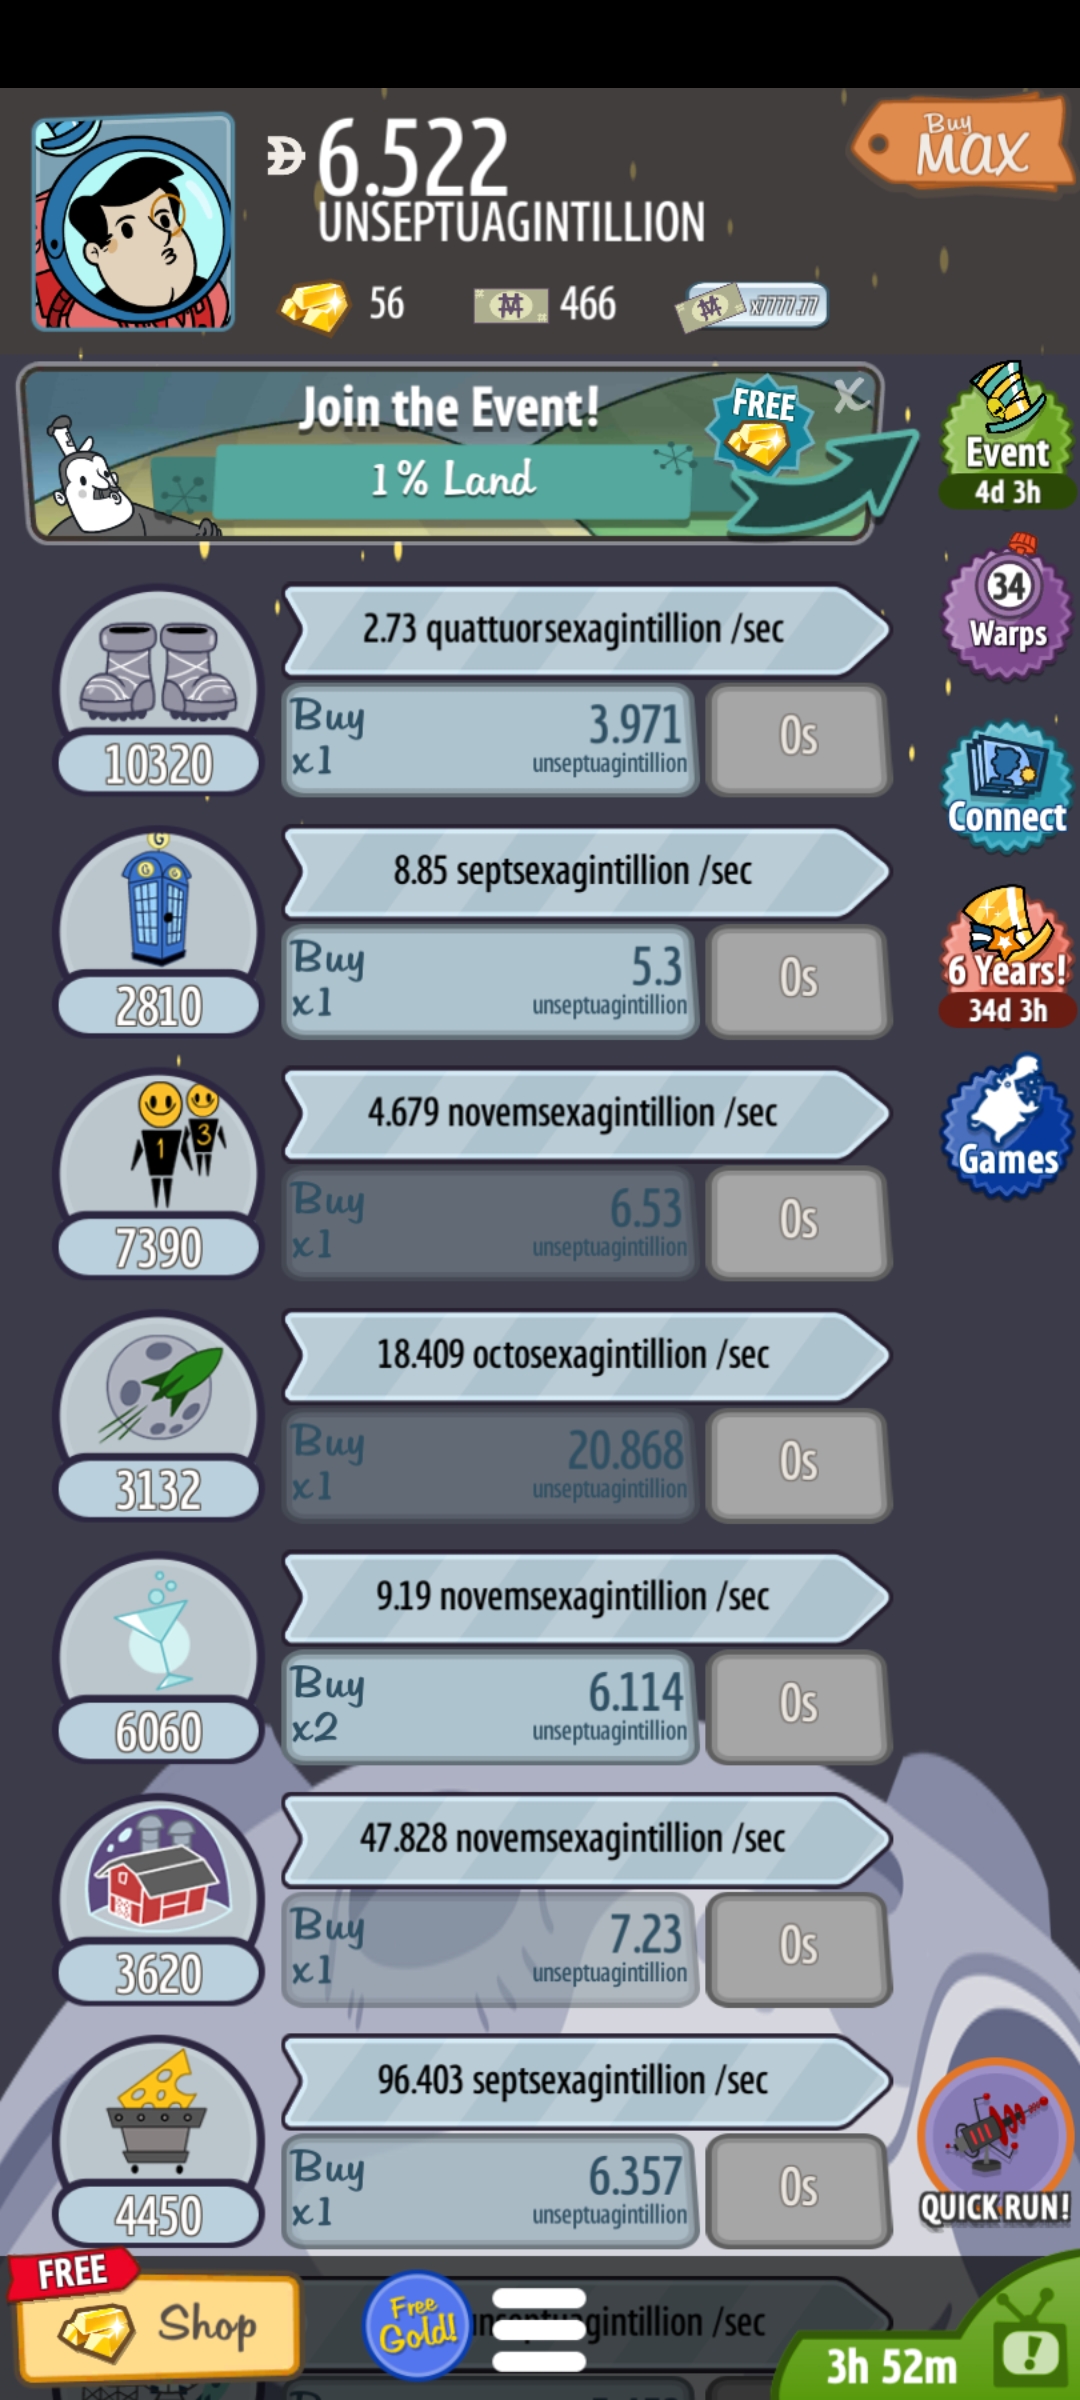 6.522
UNSEPTUAGINTILLION
Buy
MAX
56
466
x7777.77
Join the Event!
1% Land
FREE
X
Event
4d 3h
2.73 quattuorsexagintillion /sec
Buy
x1
3.971
unseptuagintillion
0s
10320
34
Warps
8.85 septsexagintillion /sec
Buy
x1
5.3
unseptuagintillion
0s
2810
Connect
4.679 novemsexagintillion /sec
Buy
x1
6.53
unseptuagintillion
0s
1
3
7390
6 Years!
34d 3h
Games
18.409 octosexagintillion /sec
Buy
x1
20.868
unseptuagintillion
0s
3132
9.19 novemsexagintillion /sec
Buy
x2
6.114
unseptuagintillion
0s
6060
47.828 novemsexagintillion /sec
Buy
x1
7.23
unseptuagintillion
0s
3620
96.403 septsexagintillion /sec
Buy
x1
6.357
unseptuagintillion
0s
4450
QUICK RUN!
FREE
Shop
Free
Gold!
/sec
3h 52m